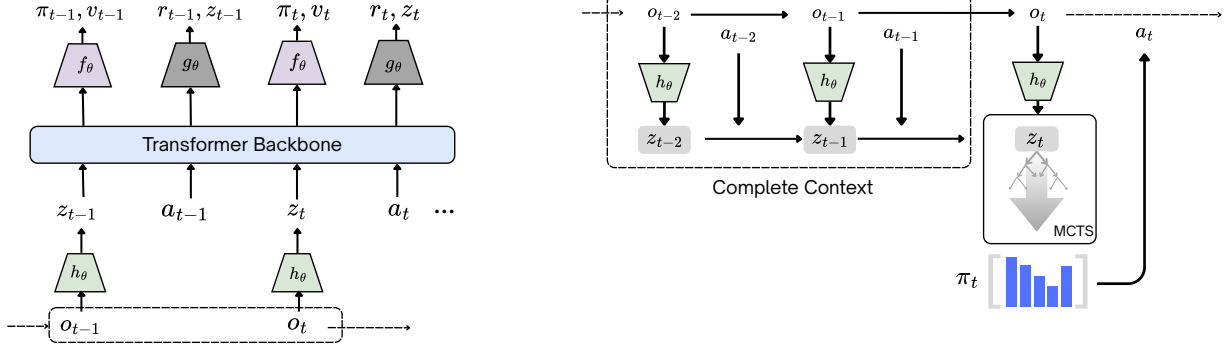 π_{t−1}, v_{t−1} r_{t−1}, z_{t−1} π_t, v_t r_t, z_t
f_θ g_θ f_θ g_θ
Transformer Backbone
z_{t−1} a_{t−1} z_t a_t ...
h_θ h_θ
o_{t−1} o_t
o_{t−2} o_{t−1} o_t
a_{t−2} a_{t−1} a_t
h_θ h_θ h_θ
z_{t−2} z_{t−1} z_t
Complete Context
MCTS
π_t